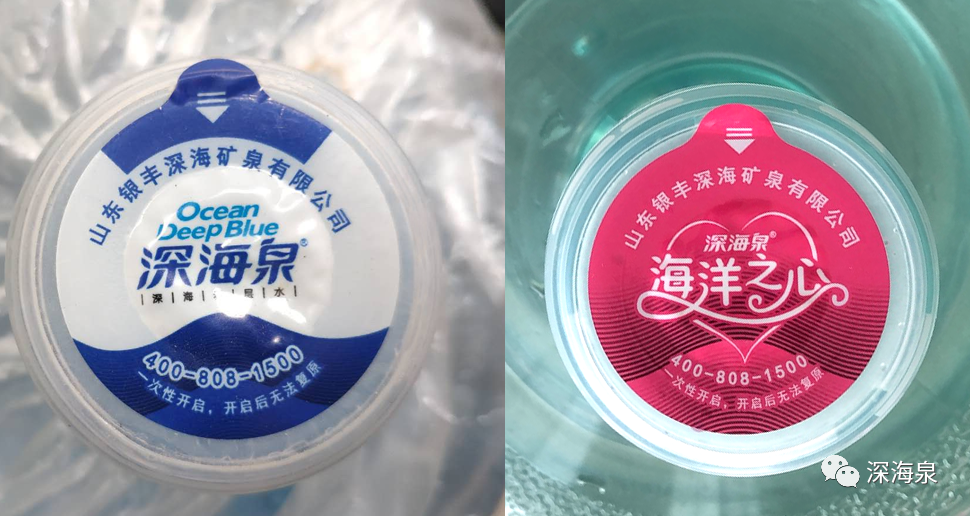 山东银丰深海矿泉有限公司
Ocean
Deep Blue
深海泉®
深 海 岩 层 水
400-808-1500
一次性开启，开启后无法复原
山东银丰深海矿泉有限公司
深海泉®
海洋之心
400-808-1500
一次性开启，开启后无法复原
深海泉